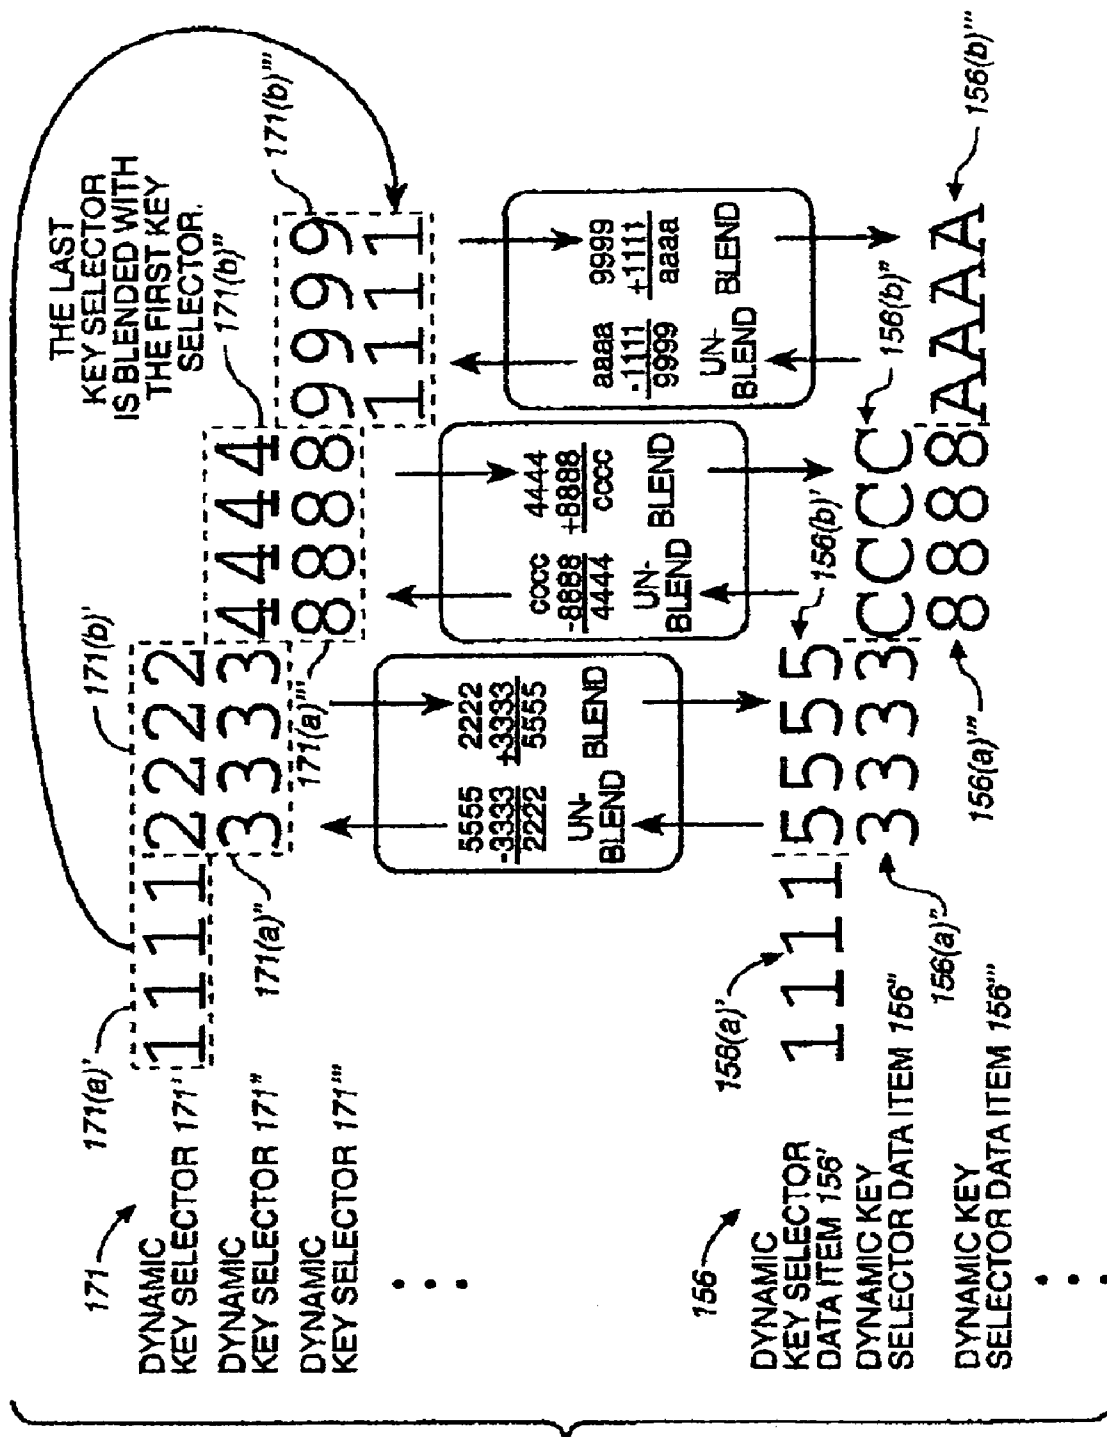 171
DYNAMIC
KEY SELECTOR 171'
DYNAMIC
KEY SELECTOR 171"
DYNAMIC
KEY SELECTOR 171'''
171(a)'
171(b)'
1111 2222
171(a)"
3333 4444
171(b)"
171(a)'''
8888 9999
171(b)'''
1111
THE LAST
KEY SELECTOR
IS BLENDED WITH
THE FIRST KEY
SELECTOR.
5555
-3333
2222
UN-
BLEND
2222
+3333
5555
BLEND
cccc
-8888
4444
UN-
BLEND
4444
+8888
cccc
BLEND
aaaa
-1111
9999
UN-
BLEND
9999
+1111
aaaa
BLEND
156
DYNAMIC
KEY SELECTOR
DATA ITEM 156'
DYNAMIC KEY
SELECTOR DATA ITEM 156"
DYNAMIC KEY
SELECTOR DATA ITEM 156'''
156(a)'
1111 5555
156(b)'
156(a)"
3333 CCCC
156(b)"
156(a)'''
8888 AAAA
156(b)'''